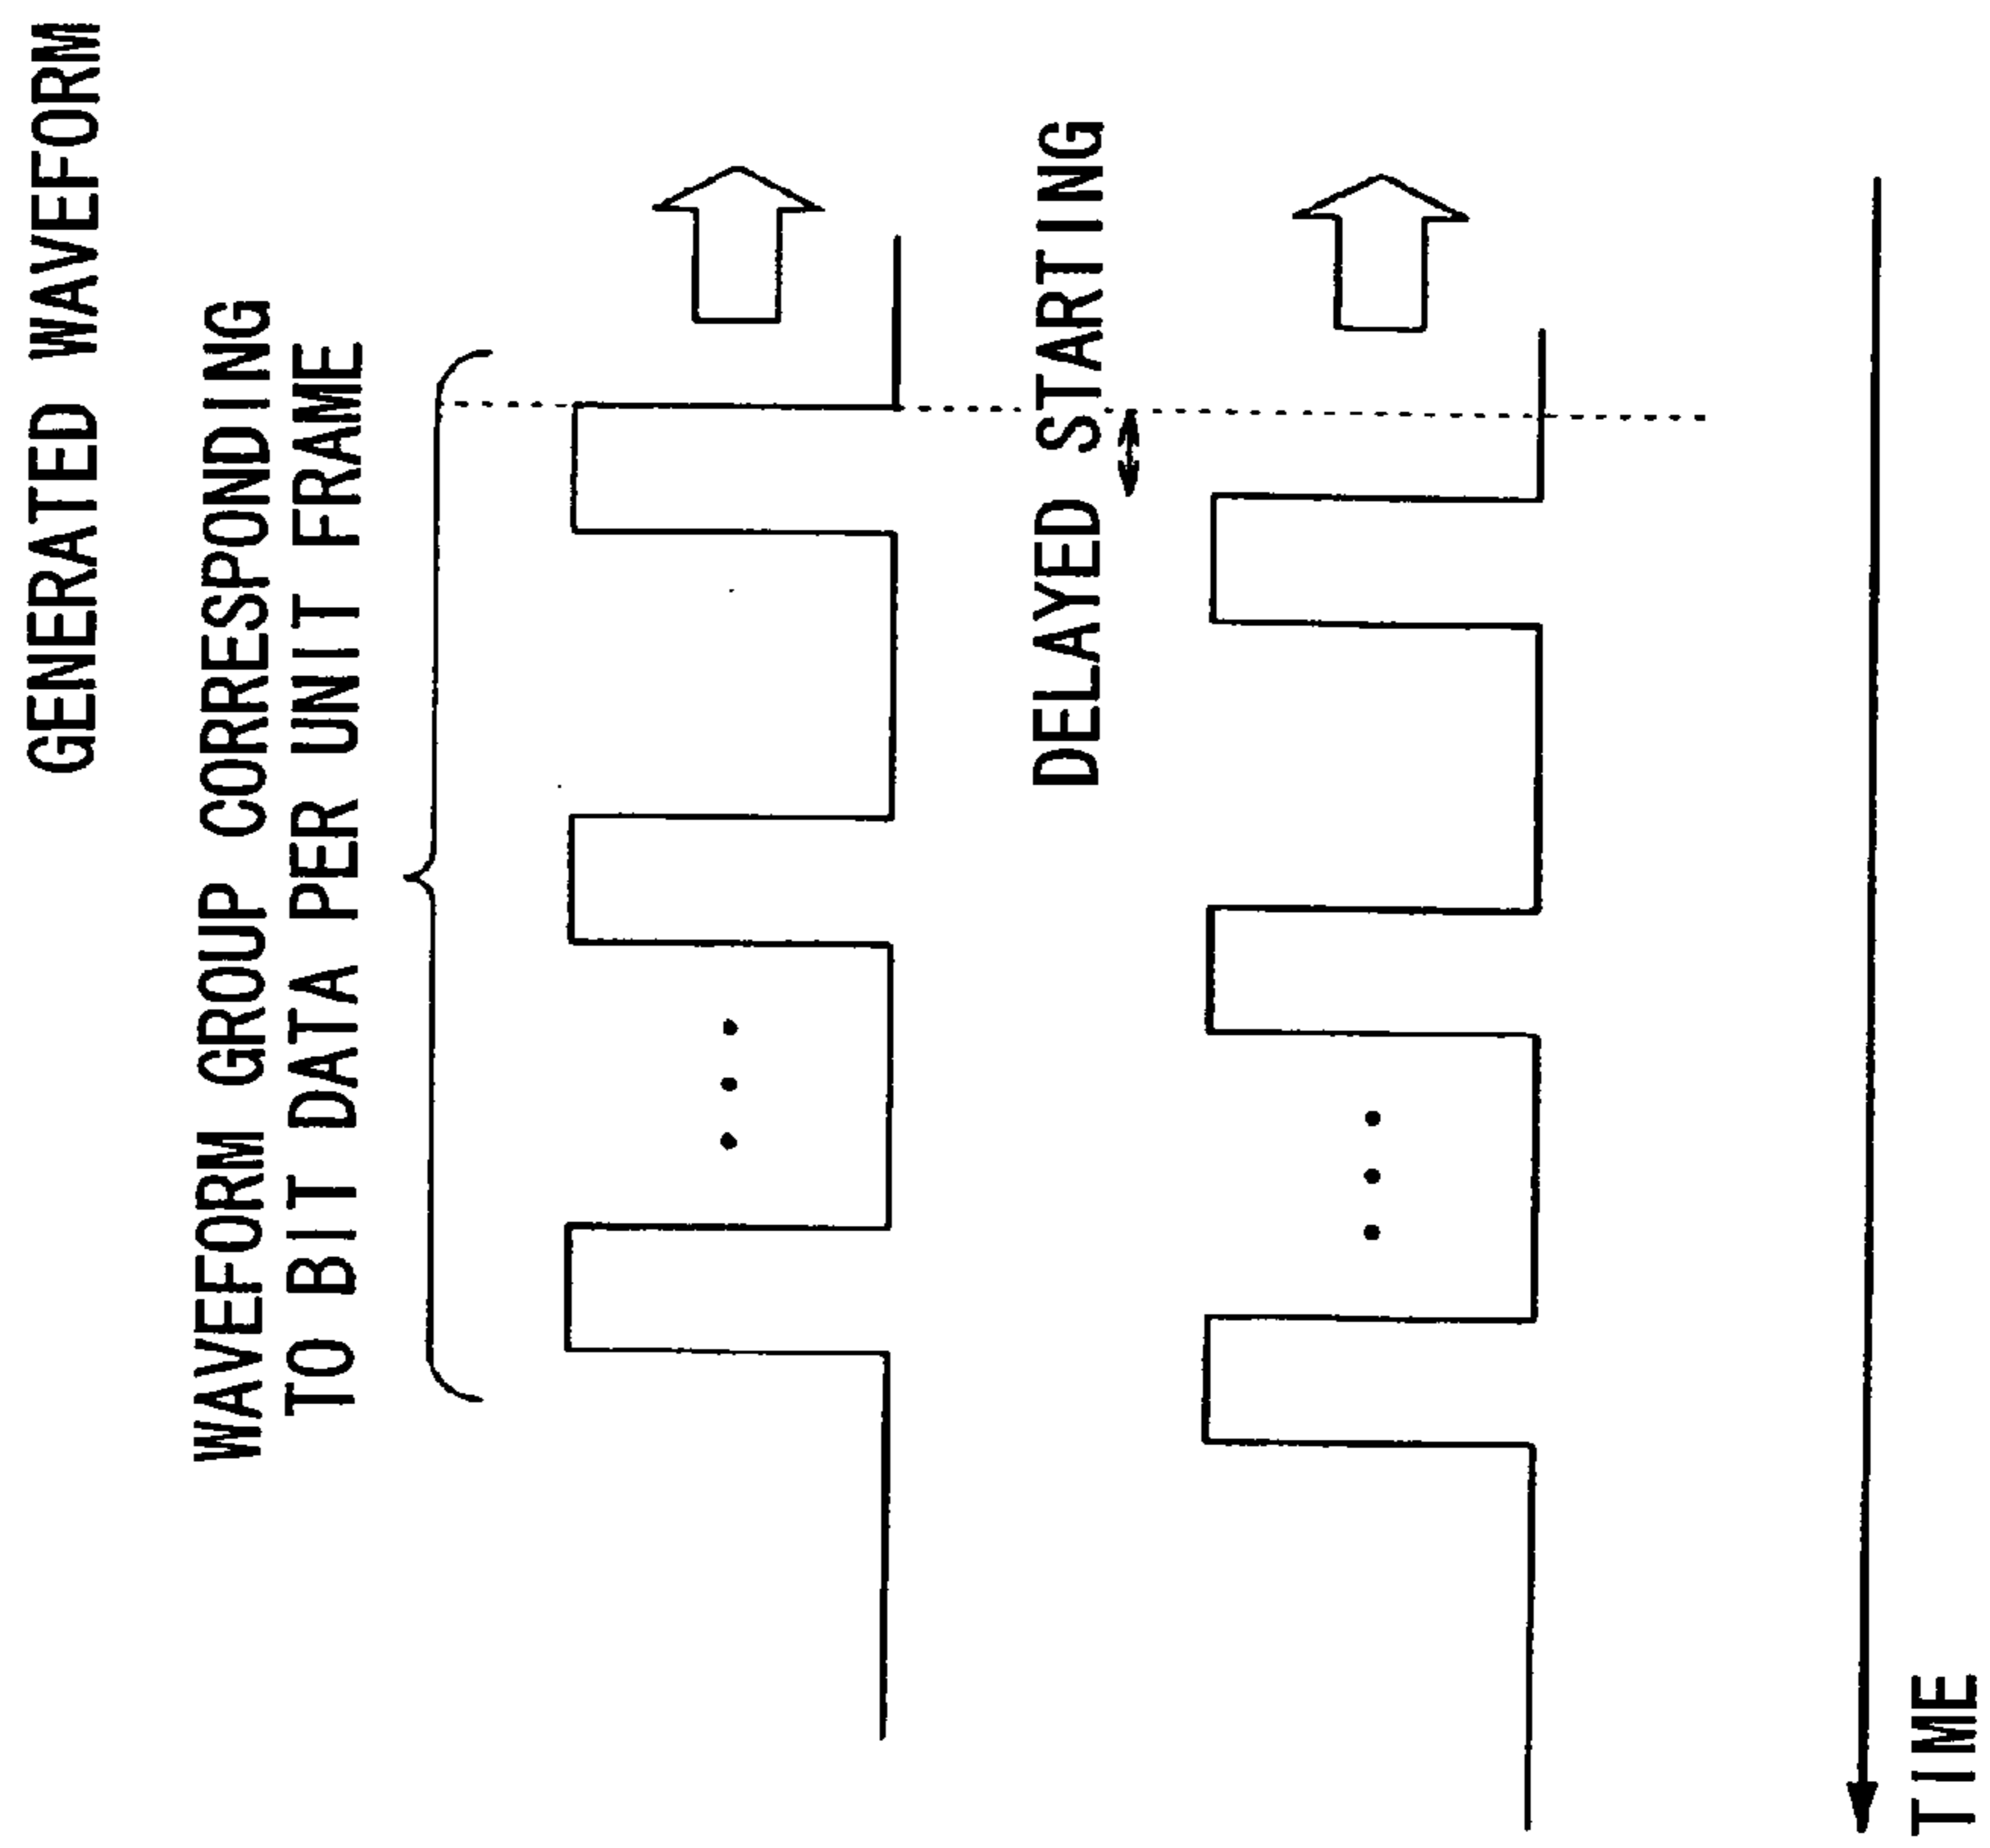 GENERATED WAVEFORM
WAVEFORM GROUP CORRESPONDING
TO BIT DATA PER UNIT FRAME
DELAYED STARTING
TIME